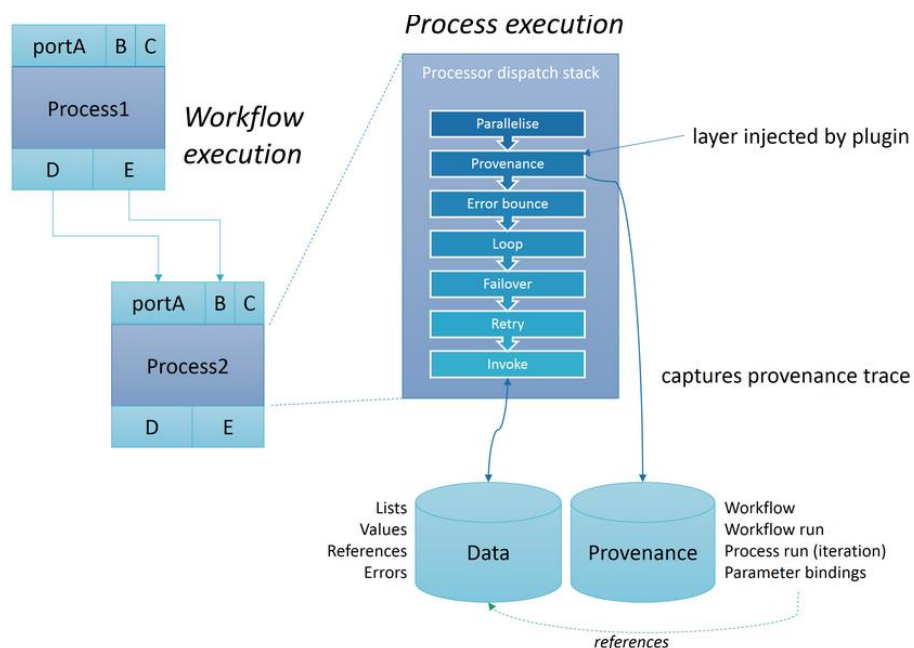 Process execution
portA B C
Process1
D E
Workflow
execution
portA B C
Process2
D E
Processor dispatch stack
Parallelise
Provenance
Error bounce
Loop
Failover
Retry
Invoke
layer injected by plugin
captures provenance trace
Lists
Values
References
Errors
Data
Provenance
Workflow
Workflow run
Process run (iteration)
Parameter bindings
references